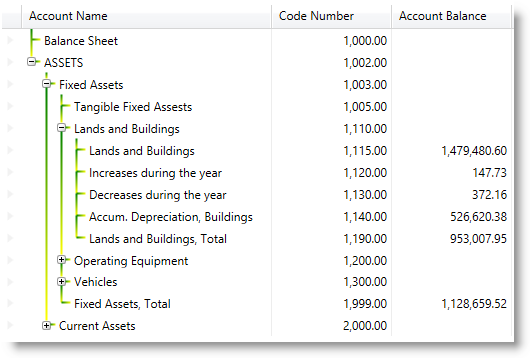 Account Name Code Number Account Balance
Balance Sheet 1,000.00
ASSETS 1,002.00
Fixed Assets 1,003.00
Tangible Fixed Assests 1,005.00
Lands and Buildings 1,110.00
Lands and Buildings 1,115.00 1,479,480.60
Increases during the year 1,120.00 147.73
Decreases during the year 1,130.00 372.16
Accum. Depreciation, Buildings 1,140.00 526,620.38
Lands and Buildings, Total 1,190.00 953,007.95
Operating Equipment 1,200.00
Vehicles 1,300.00
Fixed Assets, Total 1,999.00 1,128,659.52
Current Assets 2,000.00